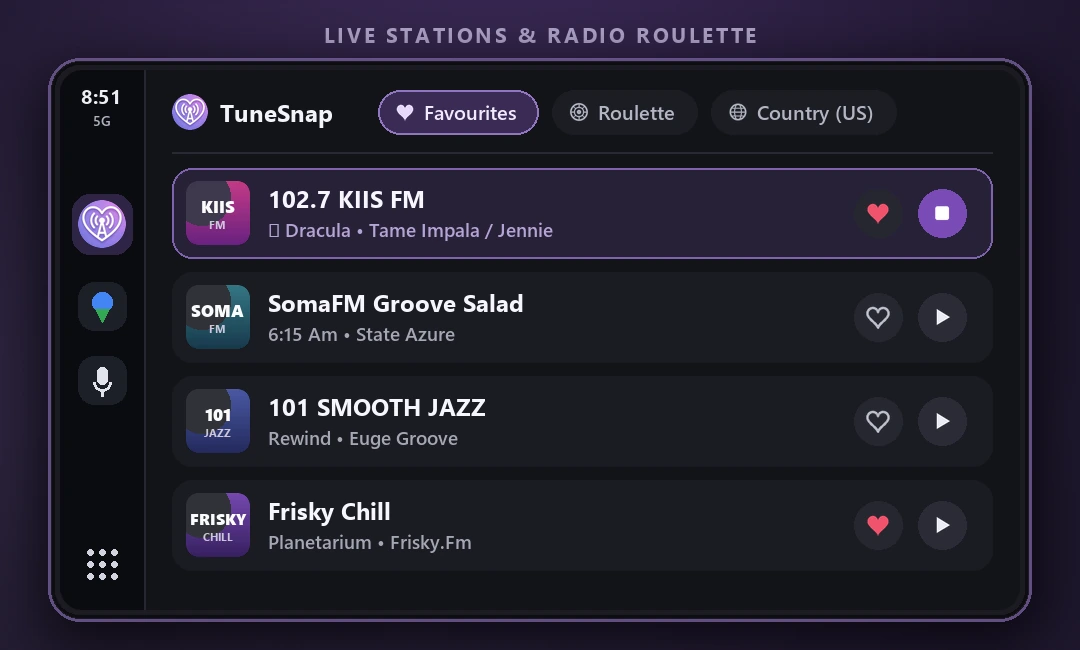 LIVE STATIONS & RADIO ROULETTE
8:51
5G
TuneSnap
Favourites
Roulette
Country (US)
KIIS
FM
102.7 KIIS FM
Dracula • Tame Impala / Jennie
SOMA
FM
SomaFM Groove Salad
6:15 Am • State Azure
101
JAZZ
101 SMOOTH JAZZ
Rewind • Euge Groove
FRISKY
CHILL
Frisky Chill
Planetarium • Frisky.Fm